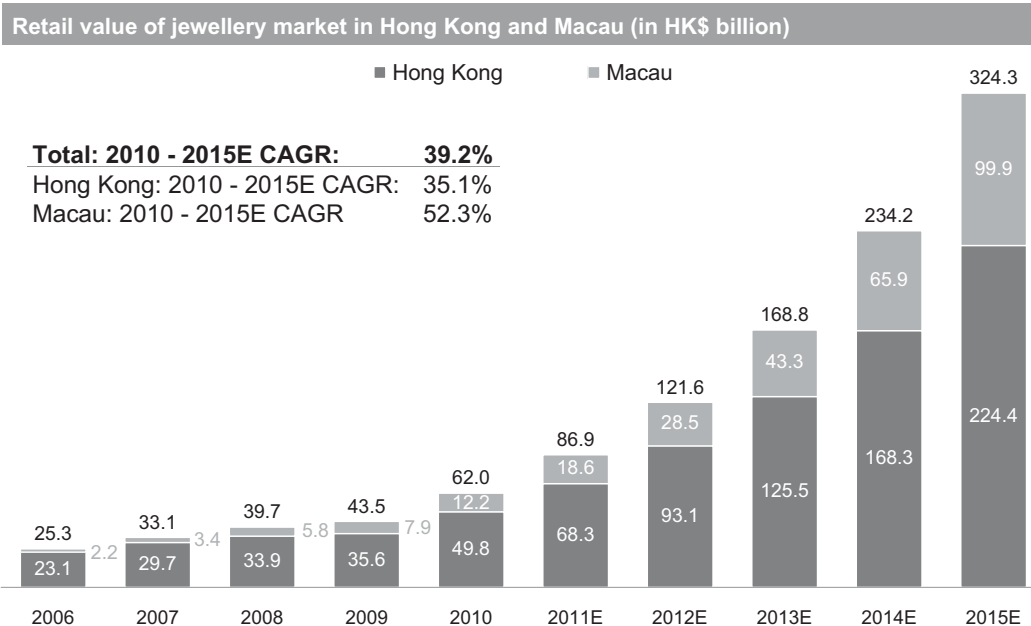 Retail value of jewellery market in Hong Kong and Macau (in HK$ billion)
Hong Kong Macau
Total: 2010 - 2015E CAGR: 39.2%
Hong Kong: 2010 - 2015E CAGR: 35.1%
Macau: 2010 - 2015E CAGR 52.3%
25.3 33.1 39.7 43.5 62.0 86.9 121.6 168.8 234.2 324.3
2.2 3.4 5.8 7.9 12.2 18.6 28.5 43.3 65.9 99.9
23.1 29.7 33.9 35.6 49.8 68.3 93.1 125.5 168.3 224.4
2006 2007 2008 2009 2010 2011E 2012E 2013E 2014E 2015E